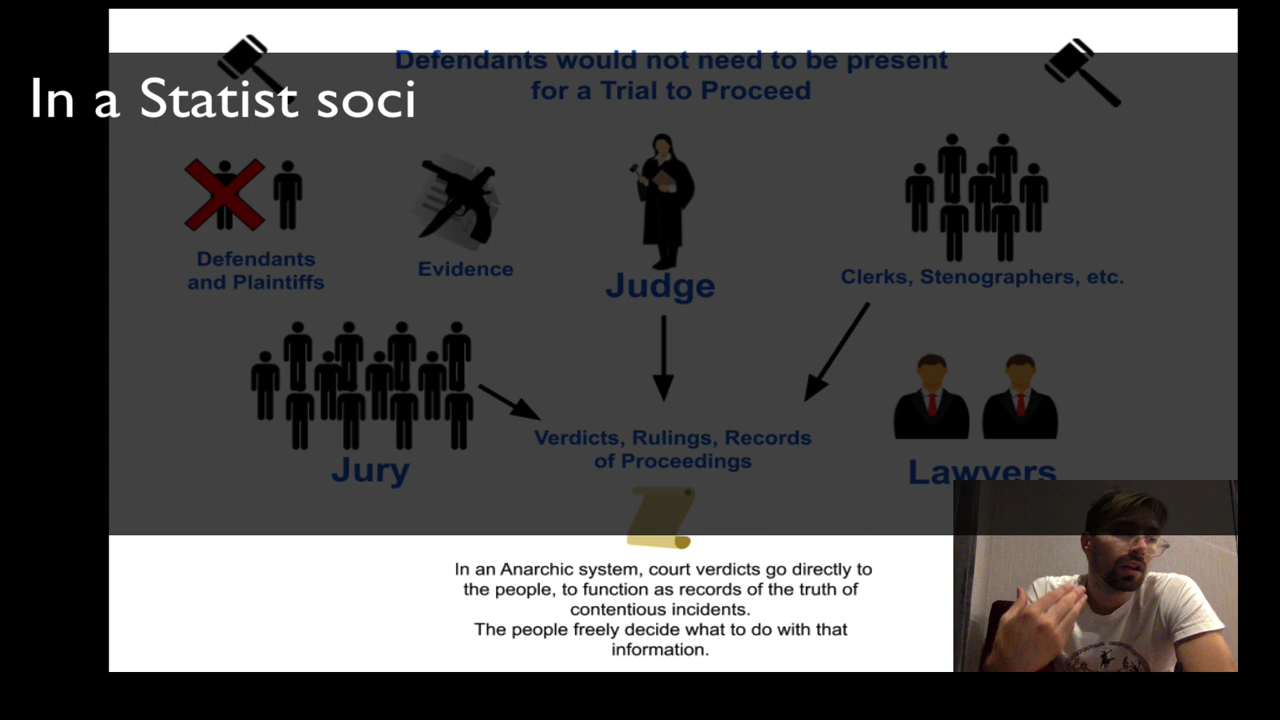 Defendants would not need to be present
for a Trial to Proceed
In a Statist soci
Defendants
and Plaintiffs
Evidence
Judge
Clerks, Stenographers, etc.
Jury
Verdicts, Rulings, Records
of Proceedings
Lawyers
In an Anarchic system, court verdicts go directly to
the people, to function as records of the truth of
contentious incidents.
The people freely decide what to do with that
information.